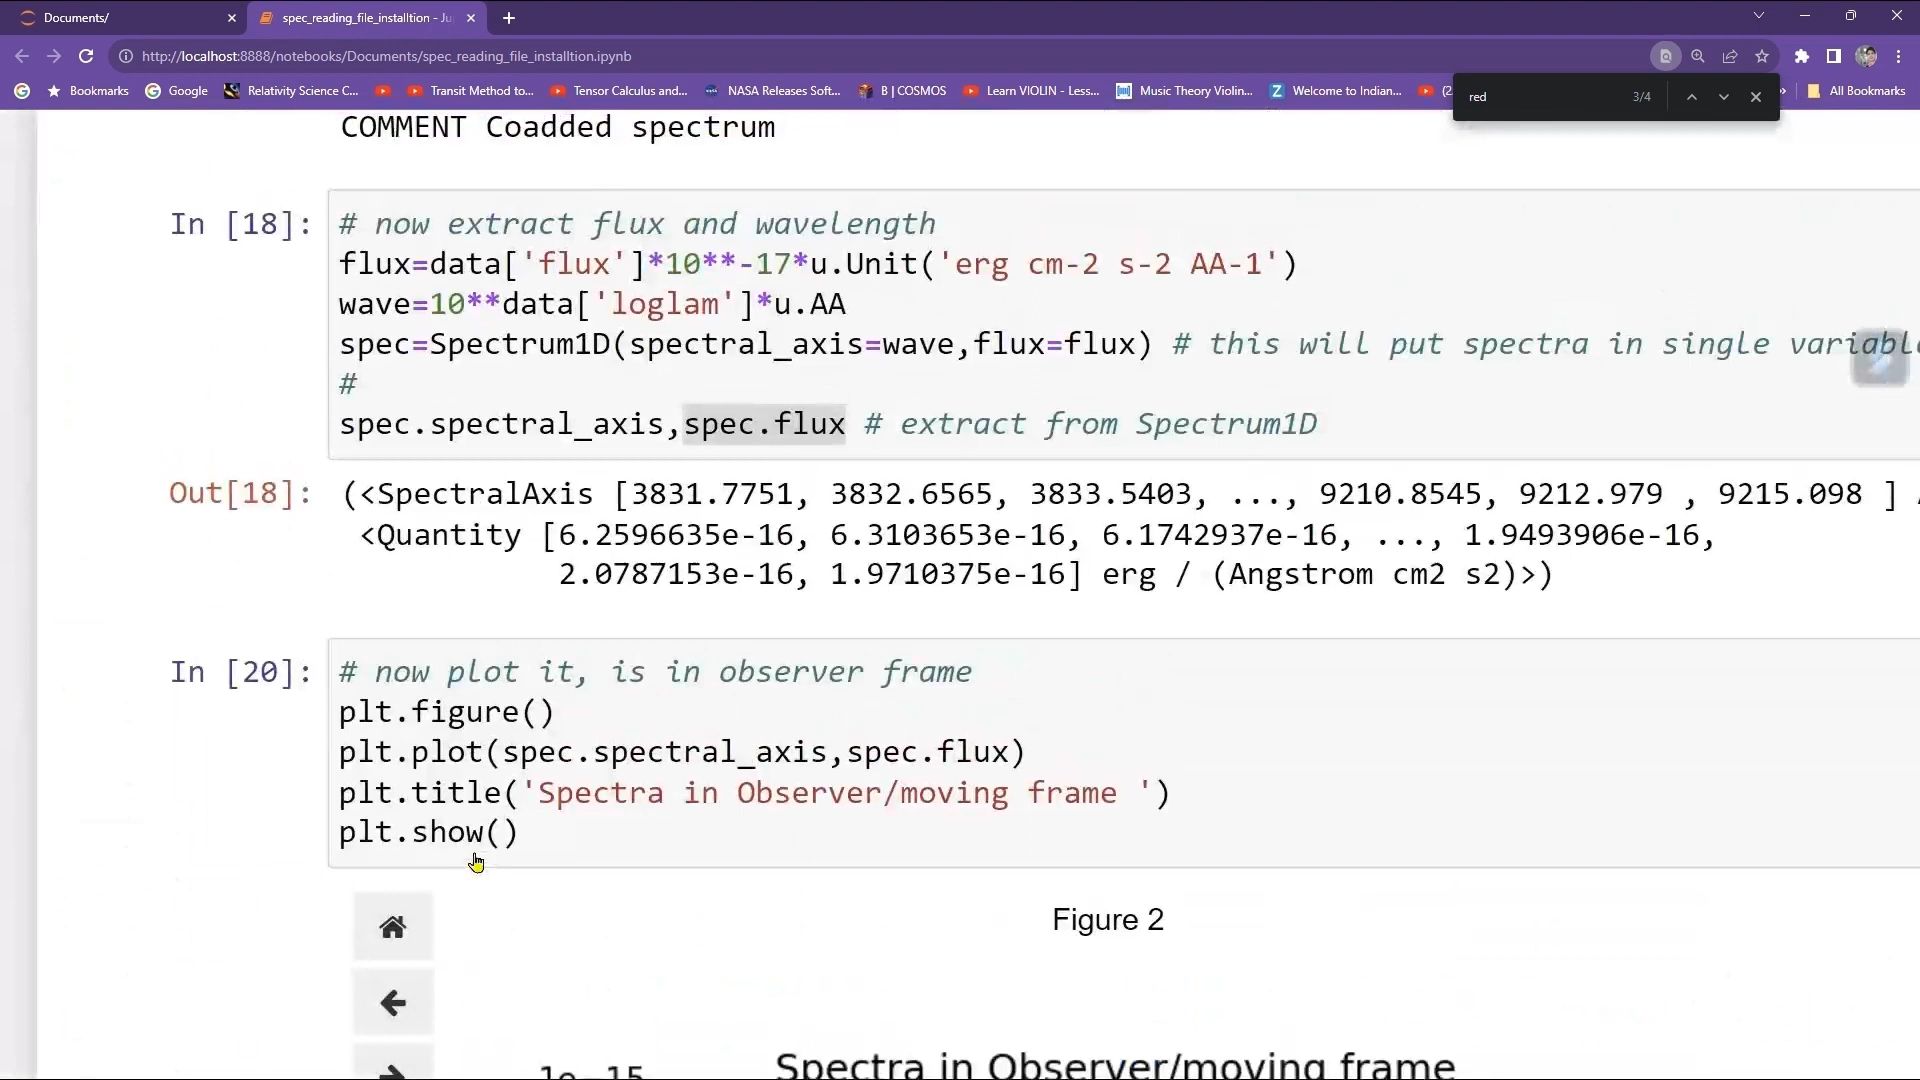 Documents/
spec_reading_file_installtion - Ju
http://localhost:8888/notebooks/Documents/spec_reading_file_installtion.ipynb
Bookmarks
Google
Relativity Science C...
Transit Method to...
Tensor Calculus and...
NASA Releases Soft...
B | COSMOS
Learn VIOLIN - Less...
Music Theory Violin...
Welcome to Indian...
(2
»
All Bookmarks
red
3/4
COMMENT Coadded spectrum
In [18]:
# now extract flux and wavelength
flux=data['flux']*10**-17*u.Unit('erg cm-2 s-2 AA-1')
wave=10**data['loglam']*u.AA
spec=Spectrum1D(spectral_axis=wave,flux=flux) # this will put spectra in single variable
#
spec.spectral_axis,spec.flux # extract from Spectrum1D
Out[18]:
(<SpectralAxis [3831.7751, 3832.6565, 3833.5403, ..., 9210.8545, 9212.979 , 9215.098 ]
<Quantity [6.2596635e-16, 6.3103653e-16, 6.1742937e-16, ..., 1.9493906e-16,
2.0787153e-16, 1.9710375e-16] erg / (Angstrom cm2 s2)>)
In [20]:
# now plot it, is in observer frame
plt.figure()
plt.plot(spec.spectral_axis,spec.flux)
plt.title('Spectra in Observer/moving frame ')
plt.show()
Figure 2
1e-15
Spectra in Observer/moving frame